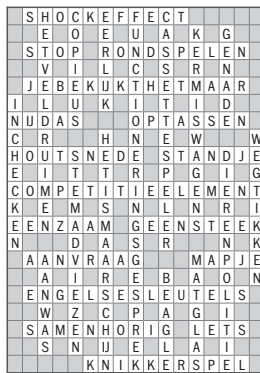 SHOCKEFFECT
E O E U A K G
STOP RONDSPELEN
V I L C S R N
JEBEKIJKTHETMAAR
I L U K I T I D
NIJDAS OPTASSEN
C R H N E W W
HOUTSNEDE STANDJE
E I T T R P G I G
COMPETITIEELEMENT
K E M S N L N R I
EENZAAM GEENSTEEK
N D A S R N K
AANVRAAG MAPJE
A I R E B A O N
ENGELSESLEUTELS
W Z C P A G I T
SAMENHORIG LETS
S N IJ E L A I
KNIKKERSPEL